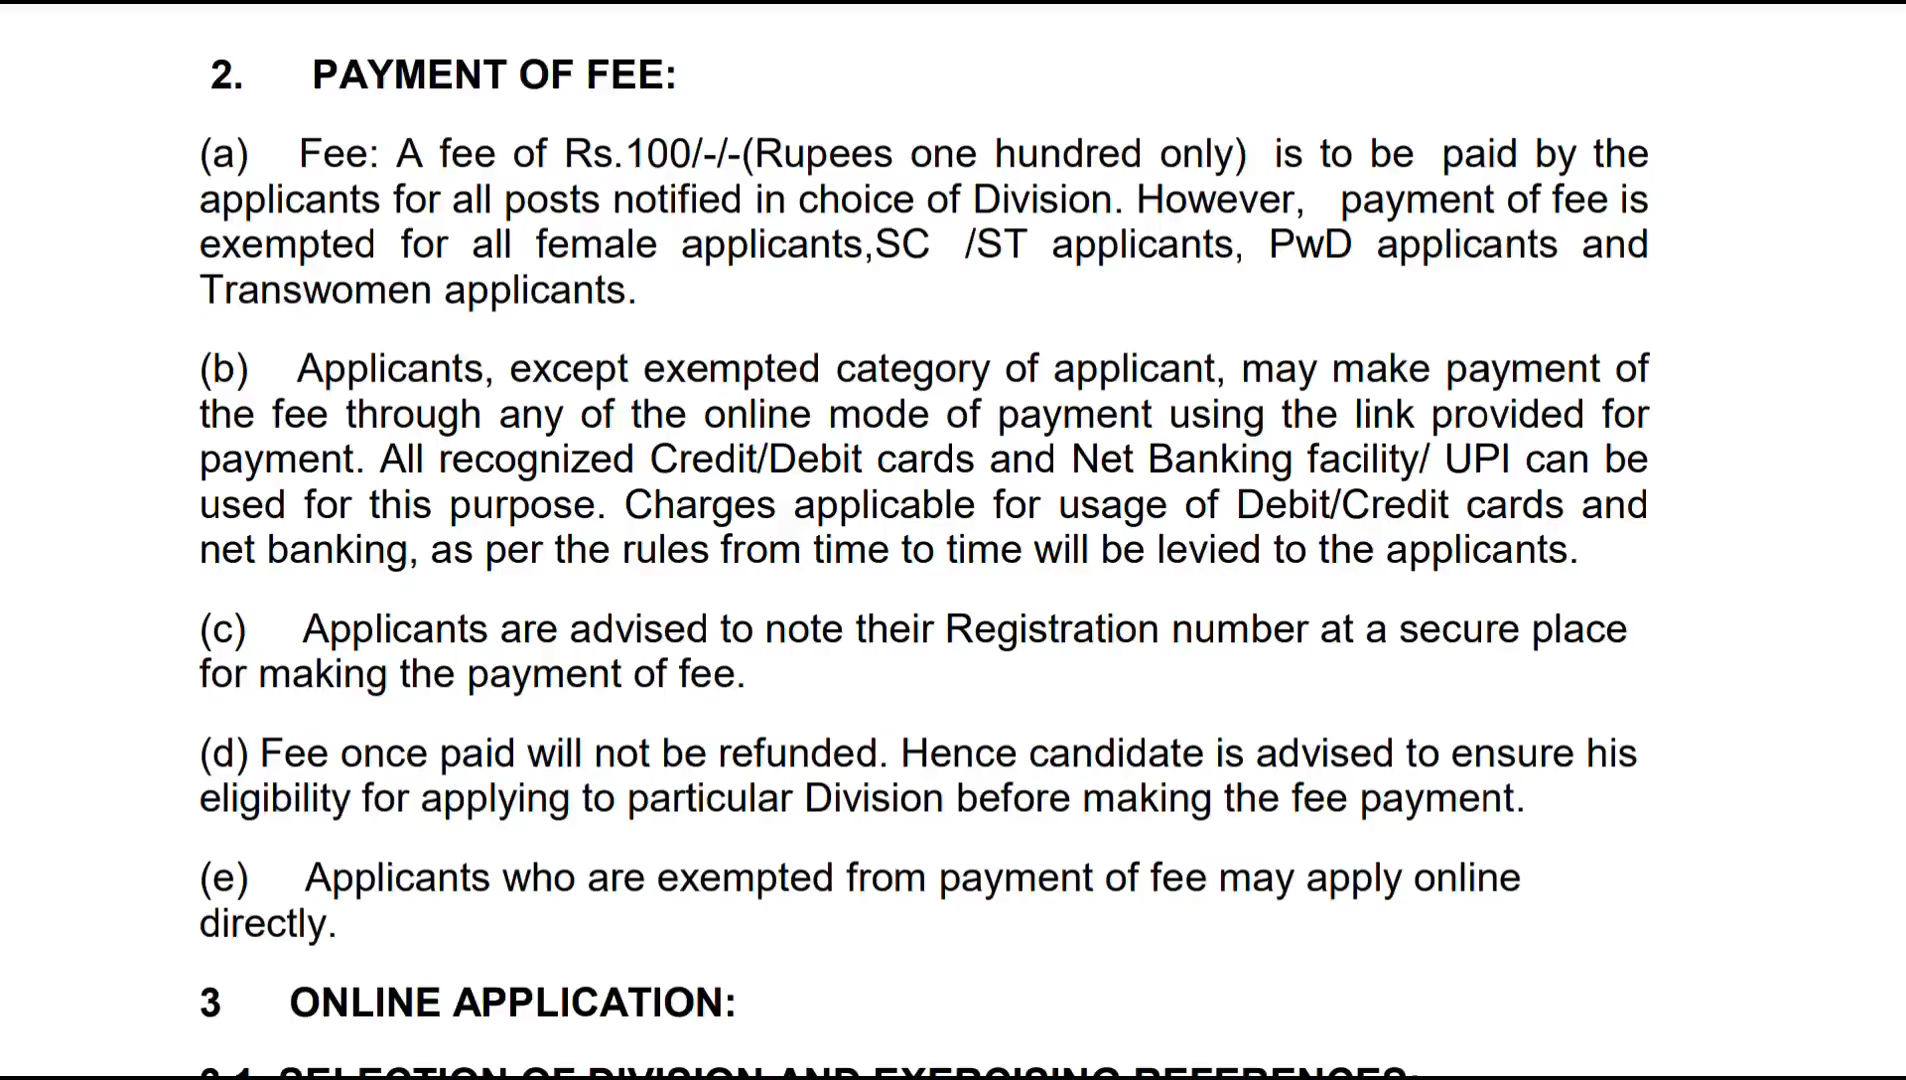 2. PAYMENT OF FEE:
(a) Fee: A fee of Rs.100/-/-(Rupees one hundred only) is to be paid by the
applicants for all posts notified in choice of Division. However, payment of fee is
exempted for all female applicants,SC /ST applicants, PwD applicants and
Transwomen applicants.
(b) Applicants, except exempted category of applicant, may make payment of
the fee through any of the online mode of payment using the link provided for
payment. All recognized Credit/Debit cards and Net Banking facility/ UPI can be
used for this purpose. Charges applicable for usage of Debit/Credit cards and
net banking, as per the rules from time to time will be levied to the applicants.
(c) Applicants are advised to note their Registration number at a secure place
for making the payment of fee.
(d) Fee once paid will not be refunded. Hence candidate is advised to ensure his
eligibility for applying to particular Division before making the fee payment.
(e) Applicants who are exempted from payment of fee may apply online
directly.
3 ONLINE APPLICATION:
SELECTION OF DIVISION AND EXERCISING